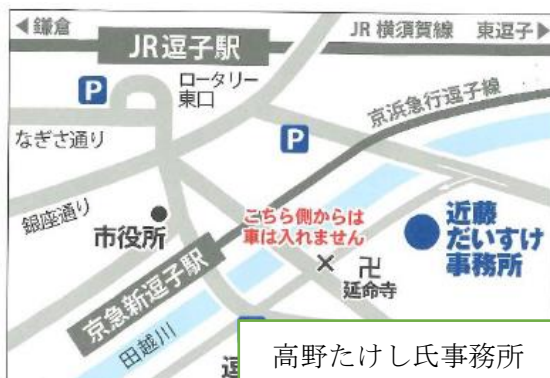 ◀鎌倉
JR 横須賀線 東逗子▶
JR逗子駅
ロータリー
東口
P
なぎさ通り
P
京浜急行逗子線
銀座通り
市役所
こちら側からは
車は入れません
近藤
だいすけ
事務所
卍
延命寺
京急新逗子駅
田越川
逗
高野たけし氏事務所